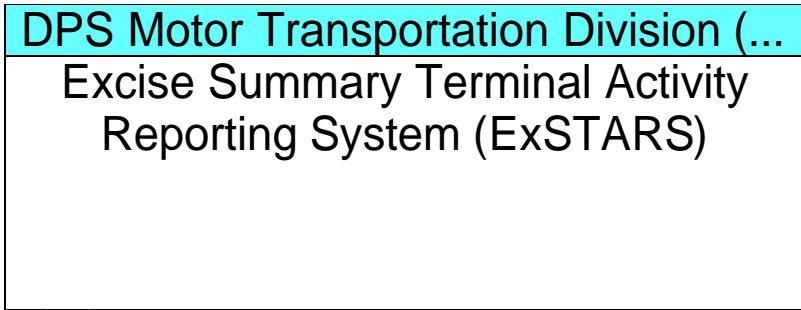 DPS Motor Transportation Division (...
Excise Summary Terminal Activity
Reporting System (ExSTARS)